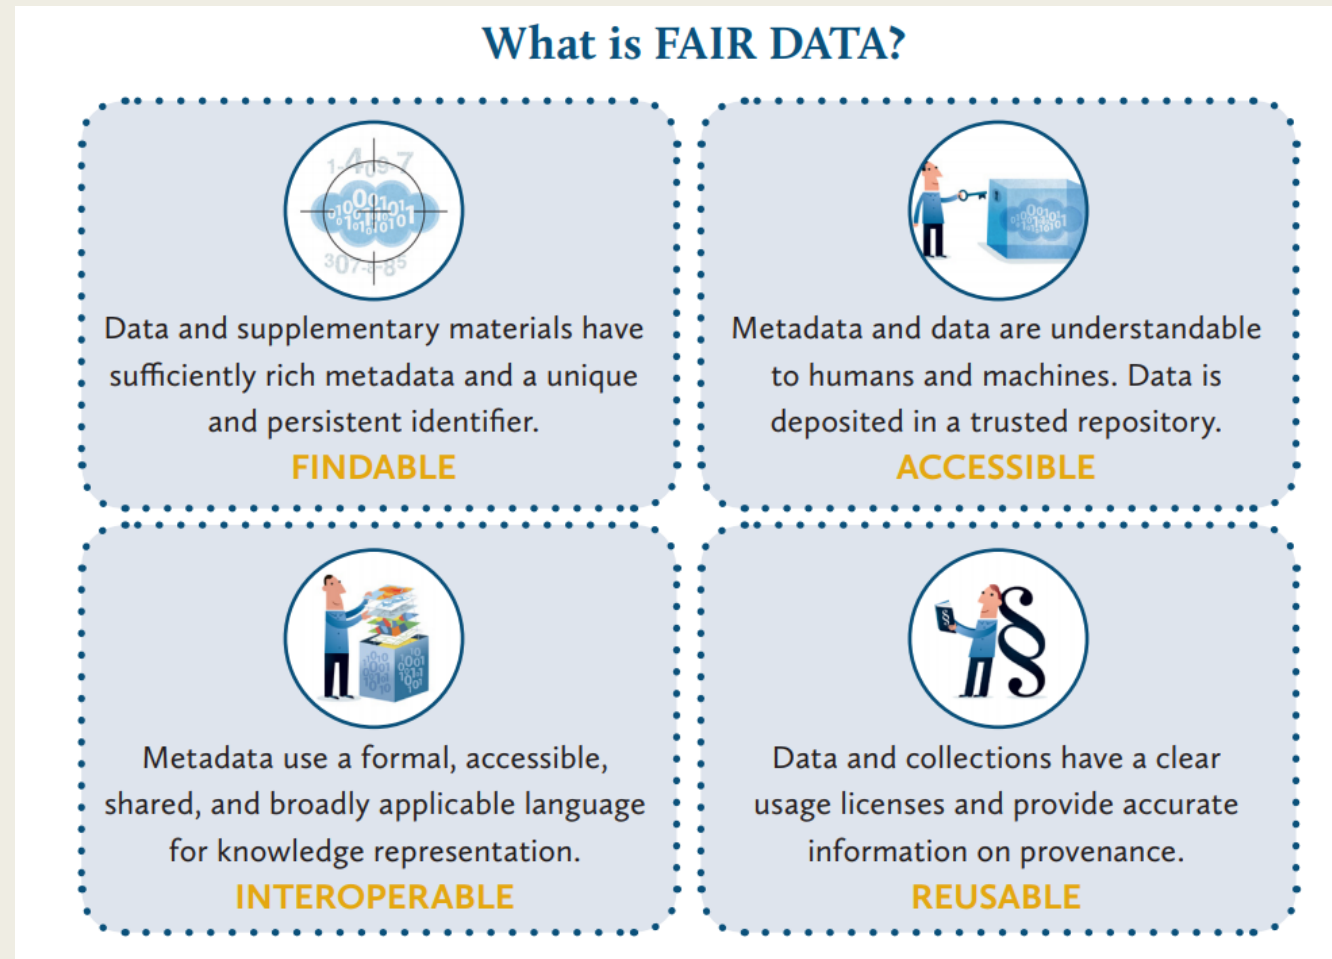 What is FAIR DATA?
Data and supplementary materials have
sufficiently rich metadata and a unique
and persistent identifier.
FINDABLE
Metadata and data are understandable
to humans and machines. Data is
deposited in a trusted repository.
ACCESSIBLE
Metadata use a formal, accessible,
shared, and broadly applicable language
for knowledge representation.
INTEROPERABLE
Data and collections have a clear
usage licenses and provide accurate
information on provenance.
REUSABLE